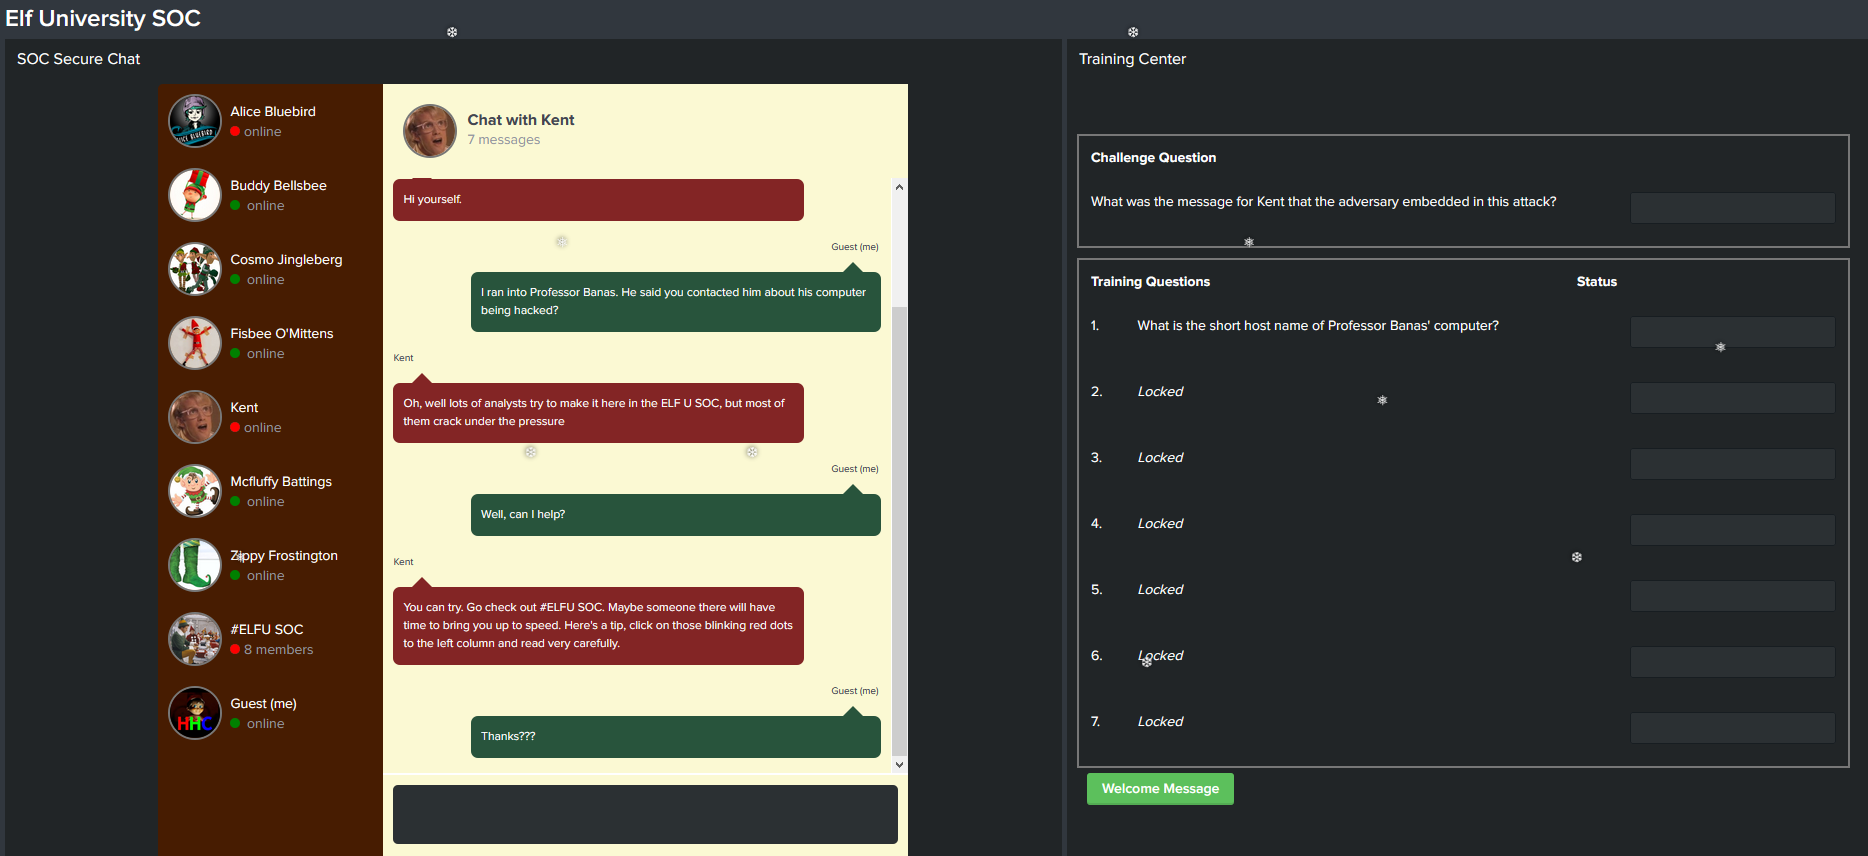 Elf University SOC
SOC Secure Chat
Alice Bluebird
online
Buddy Bellsbee
online
Cosmo Jingleberg
online
Fisbee O'Mittens
online
Kent
online
Mcfluffy Battings
online
Zippy Frostington
online
#ELFU SOC
8 members
Guest (me)
online
HHC
Chat with Kent
7 messages
Hi yourself.
Guest (me)
I ran into Professor Banas. He said you contacted him about his computer
being hacked?
Kent
Oh, well lots of analysts try to make it here in the ELF U SOC, but most of
them crack under the pressure
Guest (me)
Well, can I help?
Kent
You can try. Go check out #ELFU SOC. Maybe someone there will have
time to bring you up to speed. Here's a tip, click on those blinking red dots
to the left column and read very carefully.
Guest (me)
Thanks???
Training Center
Challenge Question
What was the message for Kent that the adversary embedded in this attack?
Training Questions Status
1. What is the short host name of Professor Banas' computer?
2. Locked
3. Locked
4. Locked
5. Locked
6. Locked
7. Locked
Welcome Message